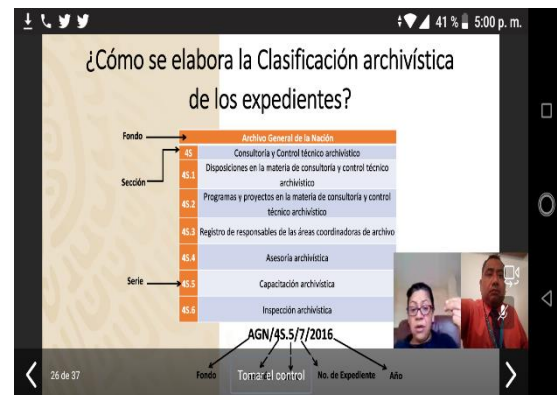 41 % 5:00 p. m.
¿Cómo se elabora la Clasificación archivística
de los expedientes?
Fondo
Archivo General de la Nación
4S Consultoría y Control técnico archivístico
Sección
4S.1 Disposiciones en la materia de consultoría y control técnico
archivístico
4S.2 Programas y proyectos en la materia de consultoría y control
técnico archivístico
4S.3 Registro de responsables de las áreas coordinadoras de archivo
4S.4 Asesoría archivística
Serie
4S.5 Capacitación archivística
4S.6 Inspección archivística
AGN/4S.5/7/2016
26 de 37
Fondo
Tomar el control
No. de Expediente
Año